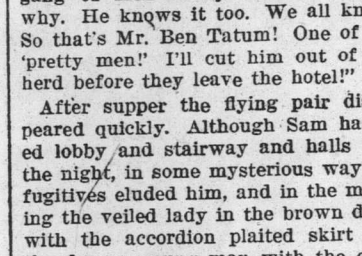 why. He knows it too. We all kn
So that's Mr. Ben Tatum! One of
'pretty men!' I'll cut him out of
herd before they leave the hotel!"
After supper the flying pair di
peared quickly. Although Sam ha
ed lobby and stairway and halls
the night, in some mysterious way
fugitives eluded him, and in the m
ing the veiled lady in the brown d
with the accordion plaited skirt